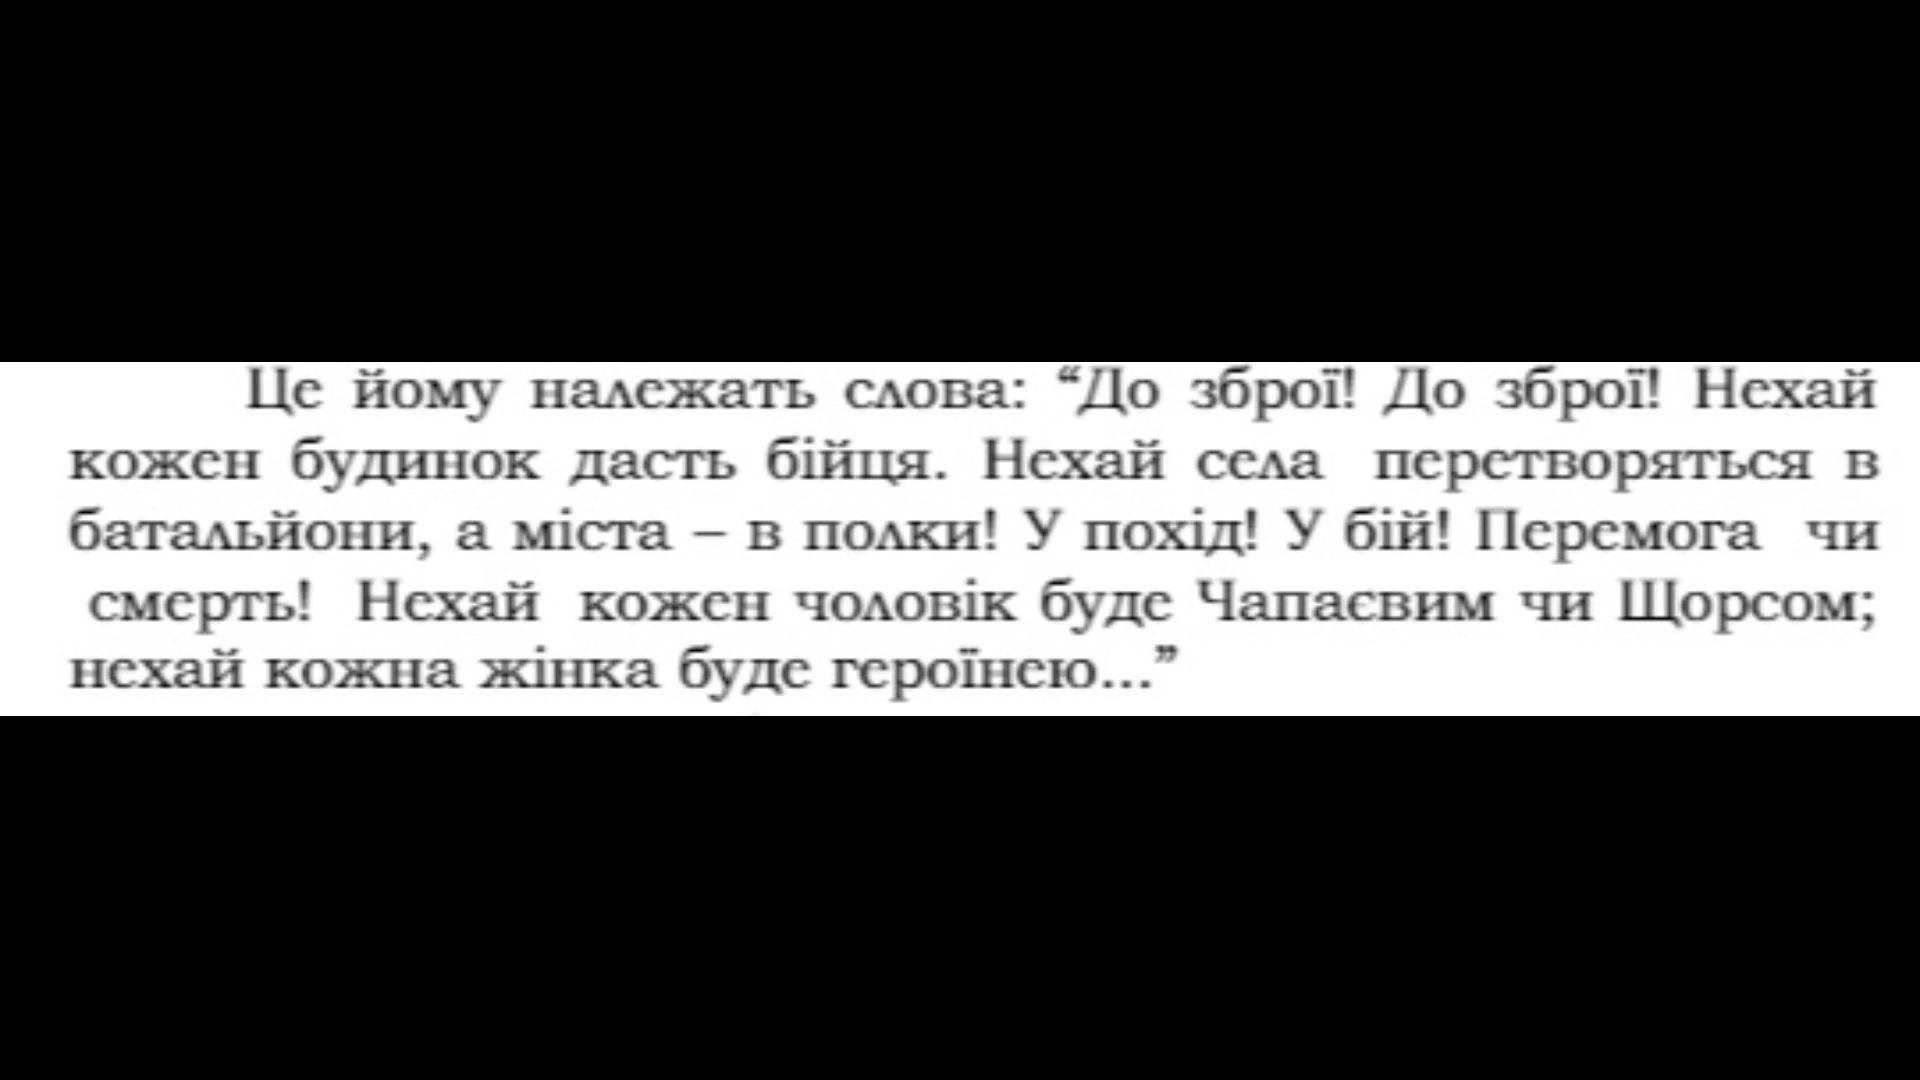 Це йому належать слова: “До зброї! До зброї! Нехай
кожен будинок дасть бійця. Нехай села перетворяться в
батальйони, а міста – в полки! У похід! У бій! Перемога чи
смерть! Нехай кожен чоловік буде Чапаєвим чи Щорсом;
нехай кожна жінка буде героїнею...”